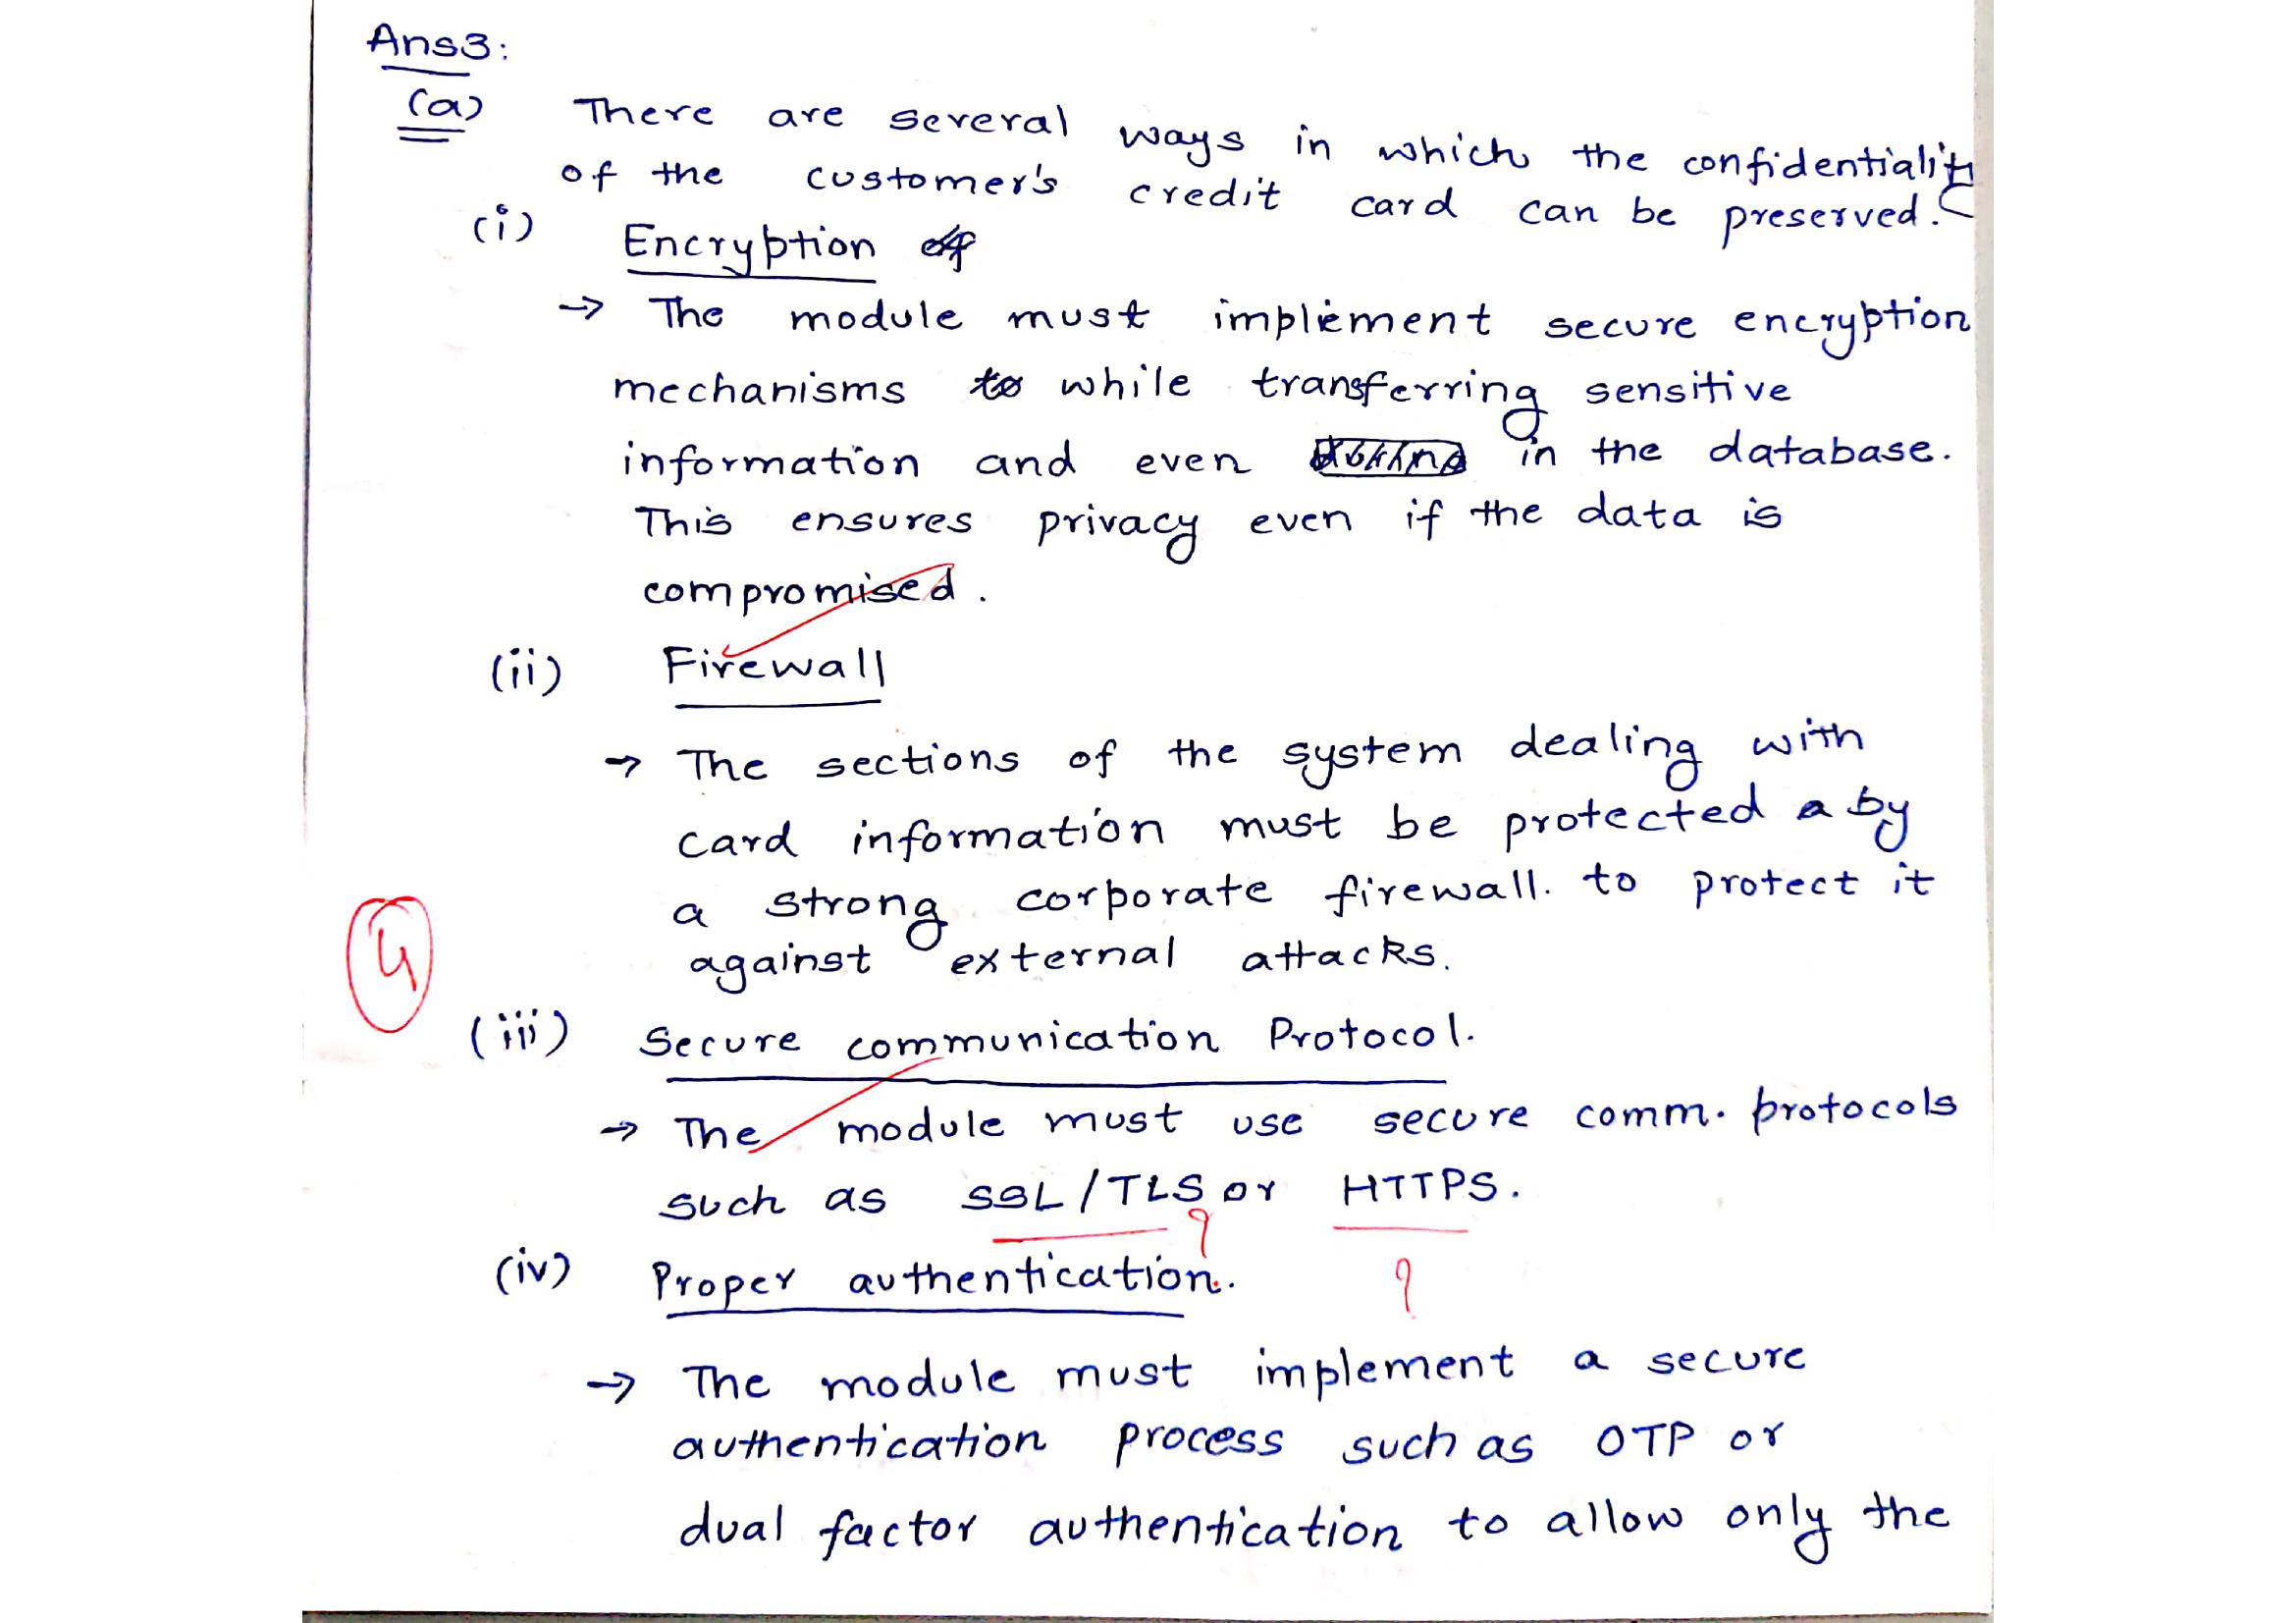 Ans3:
(a) There are several ways in which the confidentiality
of the customer's credit card can be preserved.
(i) Encryption
→ The module must implement secure encryption
mechanisms while transferring sensitive
information and even in the database.
This ensures privacy even if the data is
compromised.
(ii) Firewall
→ The sections of the system dealing with
card information must be protected by
a strong corporate firewall. to protect it
against external attacks.
4
(iii) Secure communication Protocol.
→ The module must use secure comm. protocols
such as SSL/TLS or HTTPS.
? ?
(iv) Proper authentication.
→ The module must implement a secure
authentication process such as OTP or
dual factor authentication to allow only the